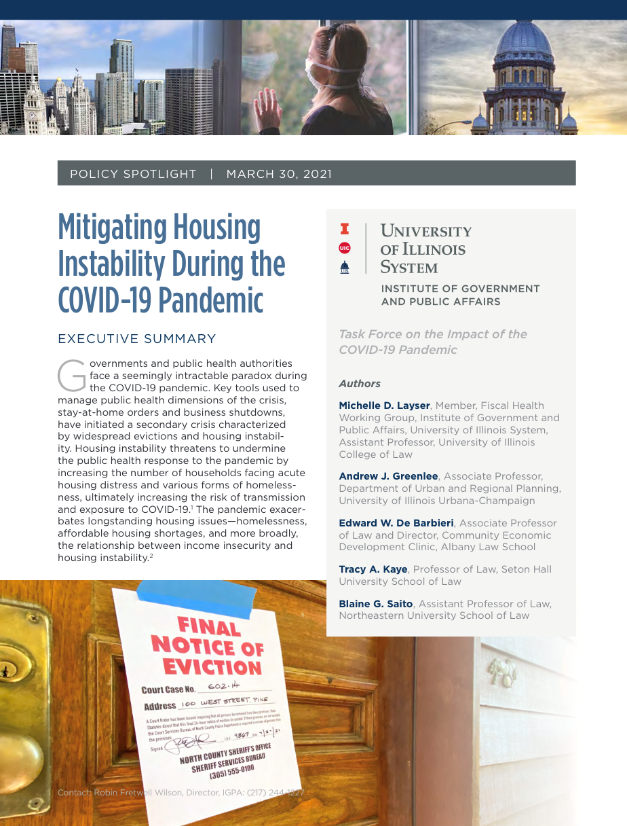 POLICY SPOTLIGHT | MARCH 30, 2021
Mitigating Housing
Instability During the
COVID-19 Pandemic
EXECUTIVE SUMMARY
Governments and public health authorities
face a seemingly intractable paradox during
the COVID-19 pandemic. Key tools used to
manage public health dimensions of the crisis,
stay-at-home orders and business shutdowns,
have initiated a secondary crisis characterized
by widespread evictions and housing instabil-
ity. Housing instability threatens to undermine
the public health response to the pandemic by
increasing the number of households facing acute
housing distress and various forms of homeless-
ness, ultimately increasing the risk of transmission
and exposure to COVID-19.1 The pandemic exacer-
bates longstanding housing issues—homelessness,
affordable housing shortages, and more broadly,
the relationship between income insecurity and
housing instability.2
I
UIC
UNIVERSITY
OF ILLINOIS
SYSTEM
INSTITUTE OF GOVERNMENT
AND PUBLIC AFFAIRS
Task Force on the Impact of the
COVID-19 Pandemic
Authors
Michelle D. Layser, Member, Fiscal Health
Working Group, Institute of Government and
Public Affairs, University of Illinois System,
Assistant Professor, University of Illinois
College of Law
Andrew J. Greenlee, Associate Professor,
Department of Urban and Regional Planning,
University of Illinois Urbana-Champaign
Edward W. De Barbieri, Associate Professor
of Law and Director, Community Economic
Development Clinic, Albany Law School
Tracy A. Kaye, Professor of Law, Seton Hall
University School of Law
Blaine G. Saito, Assistant Professor of Law,
Northeastern University School of Law
FINAL
NOTICE OF
EVICTION
Court Case No. 602.H
Address 100 WEST STREET PINE
Signed
NORTH COUNTY SHERIFF'S OFFICE
SHERIFF SERVICES BUREAU
(305) 555-0100
Contact: Robin Fretwell Wilson, Director, IGPA: (217) 244-